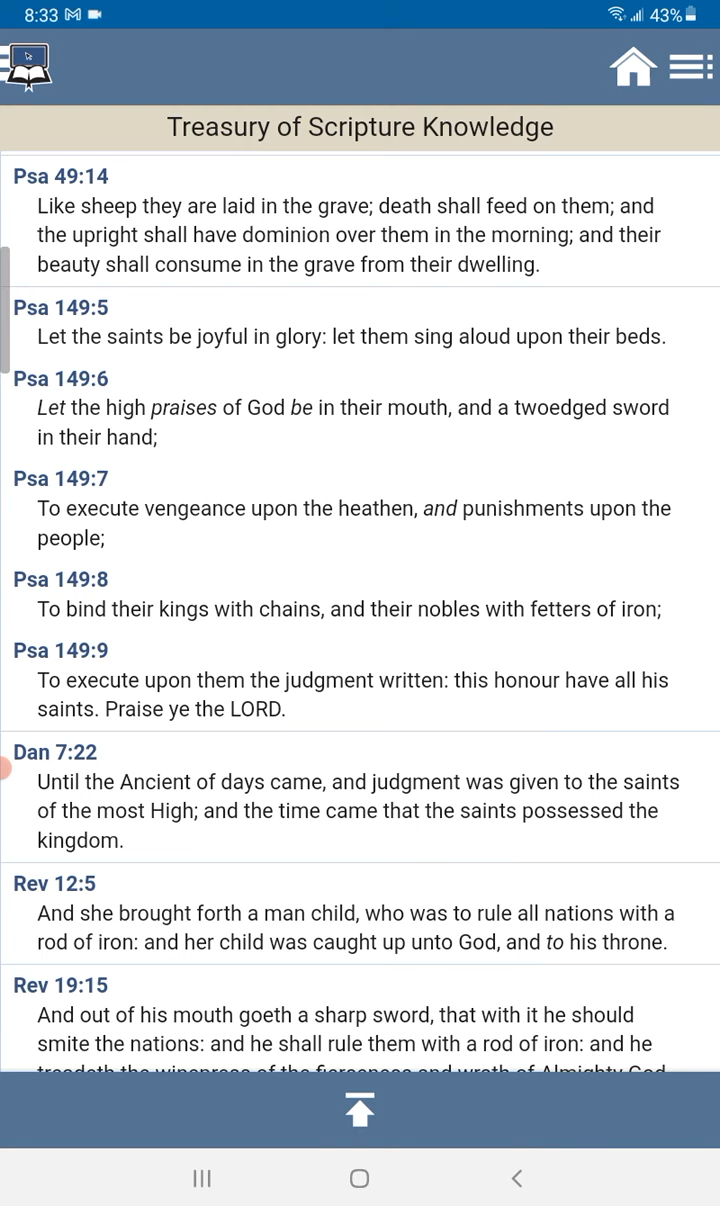 8:33
43%
Treasury of Scripture Knowledge
Psa 49:14
Like sheep they are laid in the grave; death shall feed on them; and
the upright shall have dominion over them in the morning; and their
beauty shall consume in the grave from their dwelling.
Psa 149:5
Let the saints be joyful in glory: let them sing aloud upon their beds.
Psa 149:6
Let the high praises of God be in their mouth, and a twoedged sword
in their hand;
Psa 149:7
To execute vengeance upon the heathen, and punishments upon the
people;
Psa 149:8
To bind their kings with chains, and their nobles with fetters of iron;
Psa 149:9
To execute upon them the judgment written: this honour have all his
saints. Praise ye the LORD.
Dan 7:22
Until the Ancient of days came, and judgment was given to the saints
of the most High; and the time came that the saints possessed the
kingdom.
Rev 12:5
And she brought forth a man child, who was to rule all nations with a
rod of iron: and her child was caught up unto God, and to his throne.
Rev 19:15
And out of his mouth goeth a sharp sword, that with it he should
smite the nations: and he shall rule them with a rod of iron: and he
treadeth the winepress of the fierceness and wrath of Almighty God